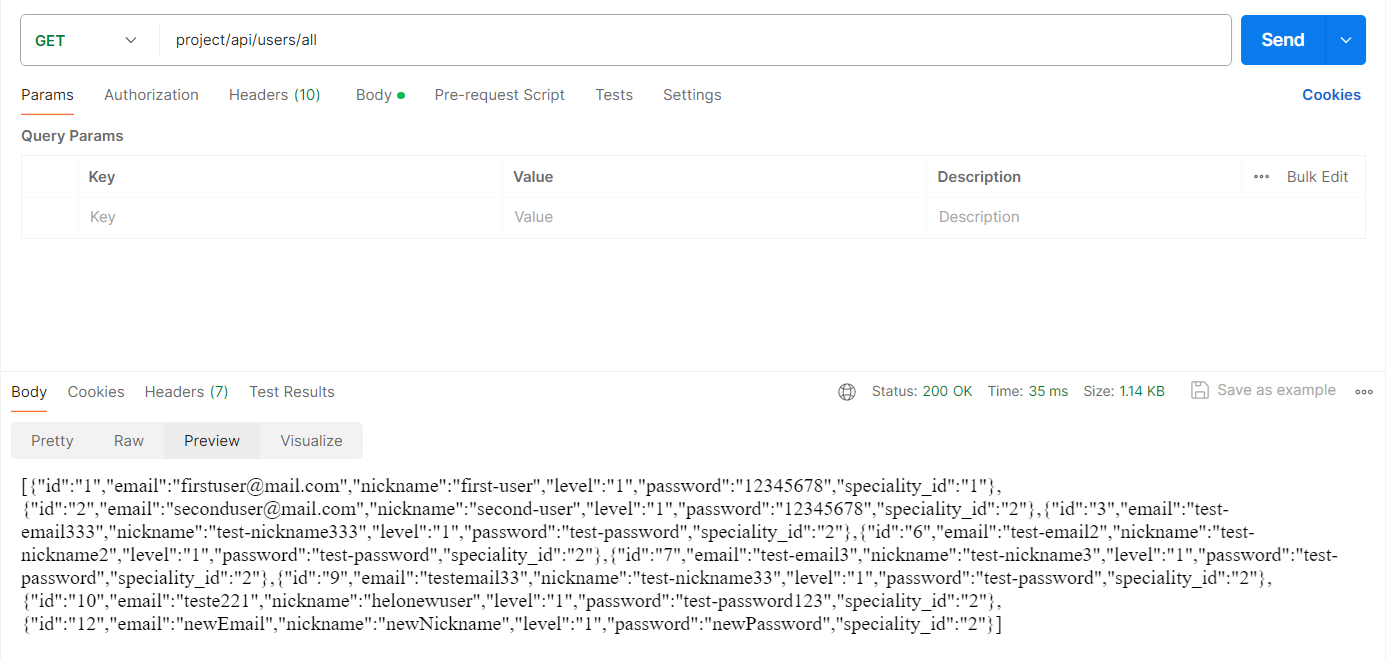 GET project/api/users/all Send
Params Authorization Headers (10) Body Pre-request Script Tests Settings Cookies
Query Params
Key Value Description Bulk Edit
Key Value Description
Body Cookies Headers (7) Test Results Status: 200 OK Time: 35 ms Size: 1.14 KB Save as example
Pretty Raw Preview Visualize
[{"id":"1","email":"firstuser@mail.com","nickname":"first-user","level":"1","password":"12345678","speciality_id":"1"},
{"id":"2","email":"seconduser@mail.com","nickname":"second-user","level":"1","password":"12345678","speciality_id":"2"},{"id":"3","email":"test-
email333","nickname":"test-nickname333","level":"1","password":"test-password","speciality_id":"2"},{"id":"6","email":"test-email2","nickname":"test-
nickname2","level":"1","password":"test-password","speciality_id":"2"},{"id":"7","email":"test-email3","nickname":"test-nickname3","level":"1","password":"test-
password","speciality_id":"2"},{"id":"9","email":"testemail33","nickname":"test-nickname33","level":"1","password":"test-password","speciality_id":"2"},
{"id":"10","email":"teste221","nickname":"helonewuser","level":"1","password":"test-password123","speciality_id":"2"},
{"id":"12","email":"newEmail","nickname":"newNickname","level":"1","password":"newPassword","speciality_id":"2"}]